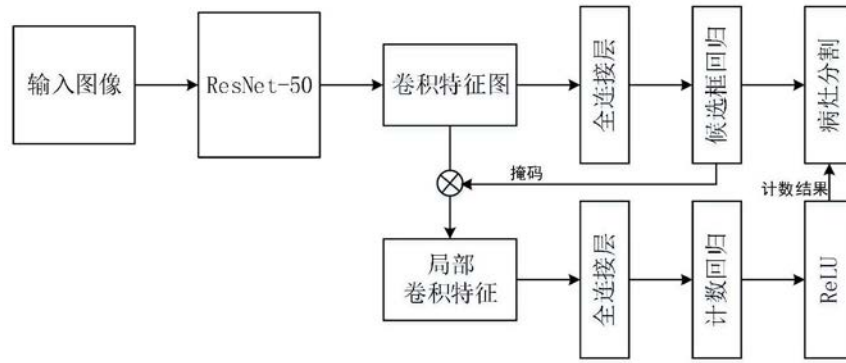 输入图像
ResNet-50
卷积特征图
全连接层
候选框回归
病灶分割
掩码
计数结果
局部
卷积特征
全连接层
计数回归
ReLU